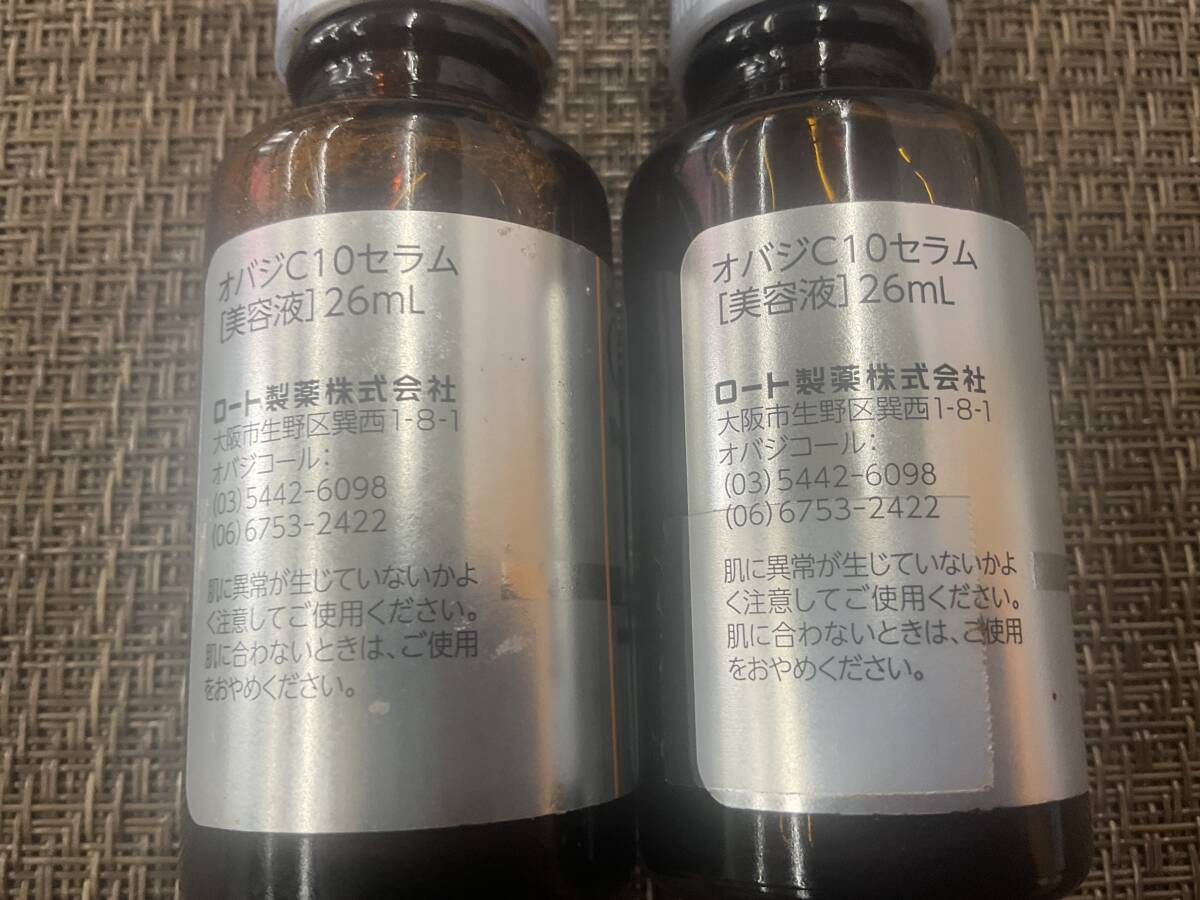 オバジC10セラム
[美容液] 26mL
ロート製薬株式会社
大阪市生野区巽西1-8-1
オバジコール:
(03)5442-6098
(06)6753-2422
肌に異常が生じていないかよ
く注意してご使用ください。
肌に合わないときは、ご使用
をおやめください。
オバジC10セラム
[美容液] 26mL
ロート製薬株式会社
大阪市生野区巽西1-8-1
オバジコール:
(03)5442-6098
(06)6753-2422
肌に異常が生じていないかよ
く注意してご使用ください。
肌に合わないときは、ご使用
をおやめください。